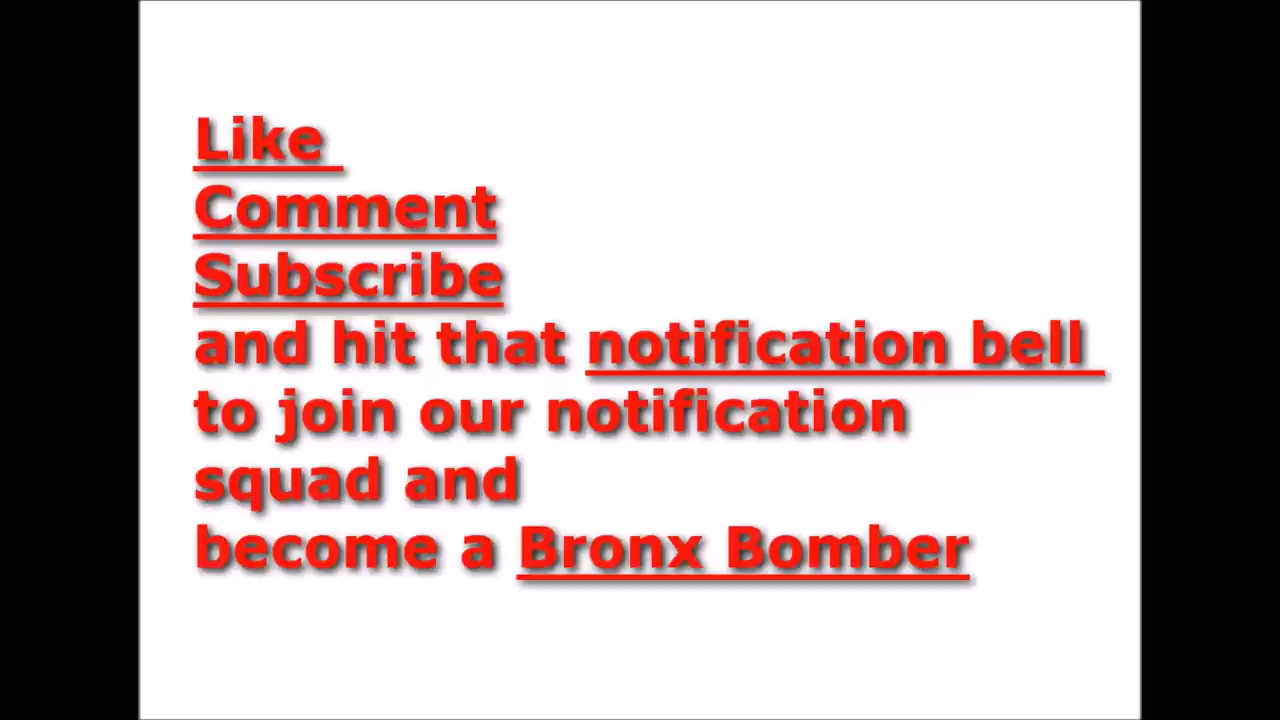 Like
Comment
Subscribe
and hit that notification bell
to join our notification
squad and
become a Bronx Bomber